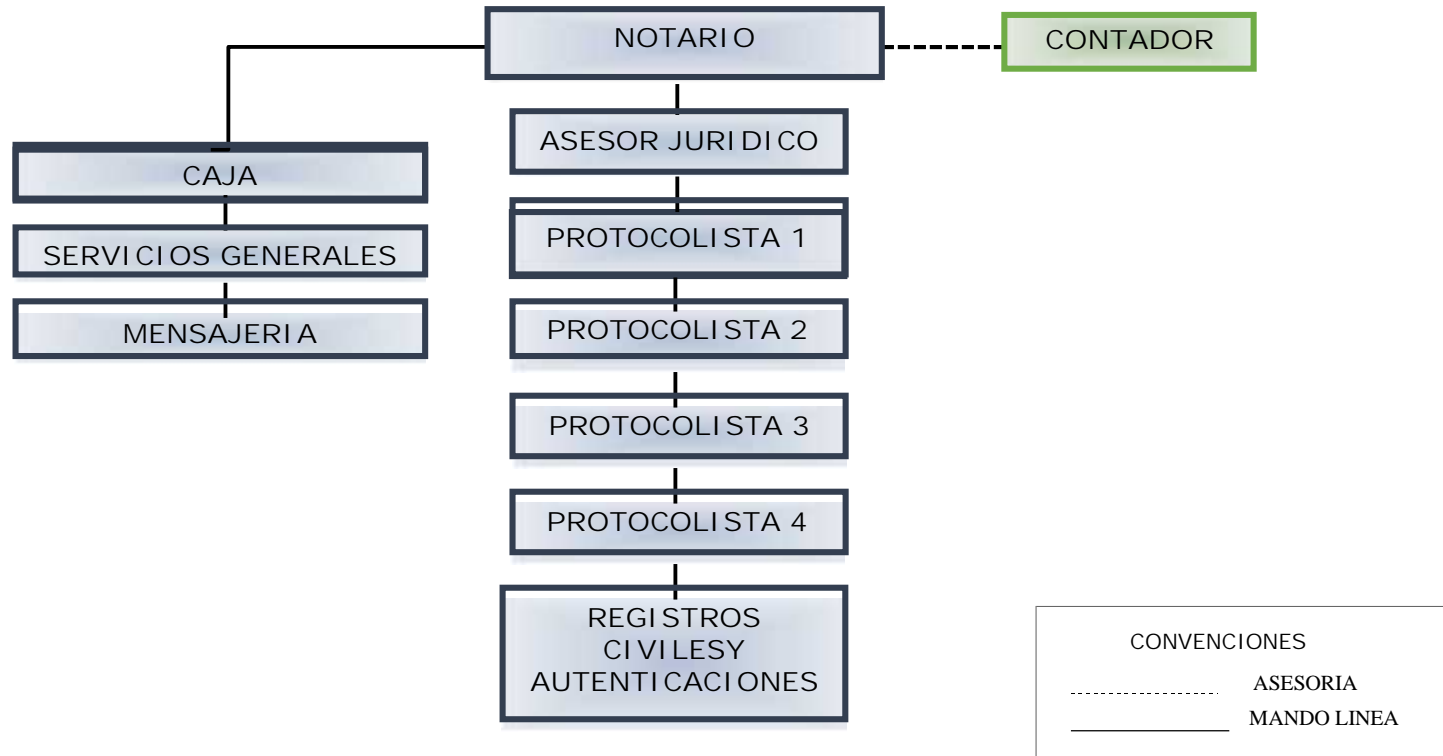 NOTARIO
CONTADOR
ASESOR JURIDICO
CAJA
PROTOCOLISTA 1
SERVICIOS GENERALES
PROTOCOLISTA 2
MENSAJERIA
PROTOCOLISTA 3
PROTOCOLISTA 4
REGISTROS
CIVILESY
AUTENTICACIONES
CONVENCIONES
ASESORIA
MANDO LINEA